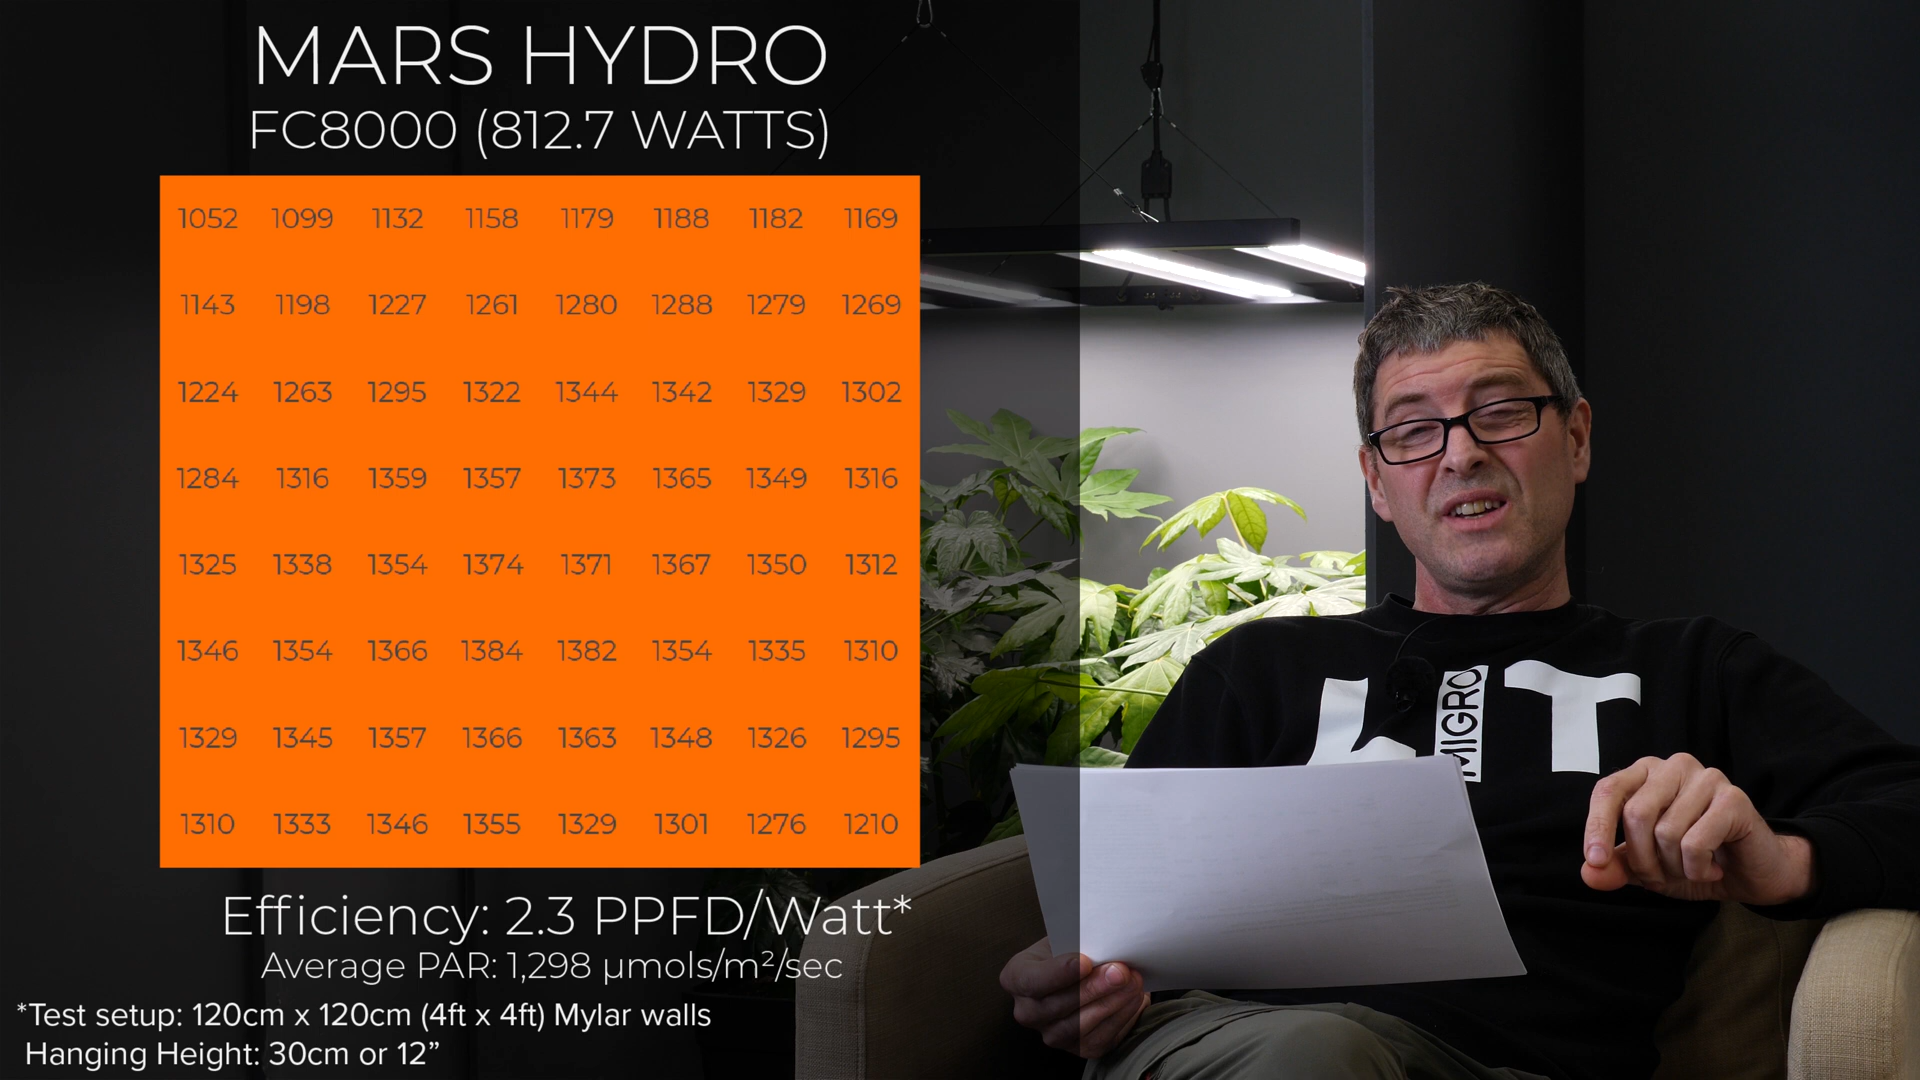 MARS HYDRO
FC8000 (812.7 WATTS)
1052 1099 1132 1158 1179 1188 1182 1169
1143 1198 1227 1261 1280 1288 1279 1269
1224 1263 1295 1322 1344 1342 1329 1302
1284 1316 1359 1357 1373 1365 1349 1316
1325 1338 1354 1374 1371 1367 1350 1312
1346 1354 1366 1384 1382 1354 1335 1310
1329 1345 1357 1366 1363 1348 1326 1295
1310 1333 1346 1355 1329 1301 1276 1210
Efficiency: 2.3 PPFD/Watt*
Average PAR: 1,298 µmols/m²/sec
*Test setup: 120cm x 120cm (4ft x 4ft) Mylar walls
Hanging Height: 30cm or 12”
MIGRO